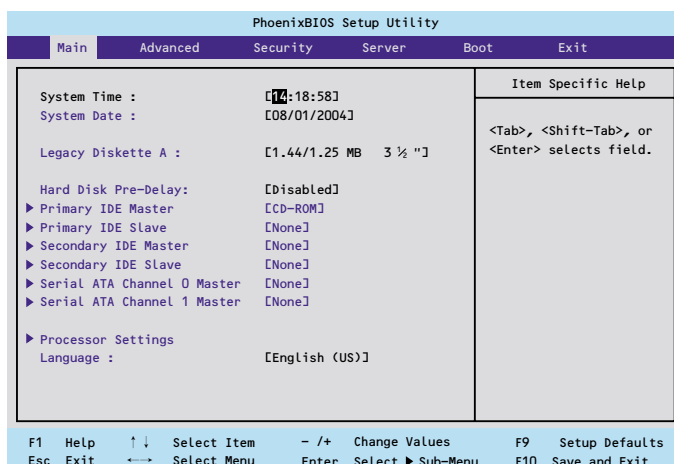 PhoenixBIOS Setup Utility
Main Advanced Security Server Boot Exit
Item Specific Help
System Time : [14:18:58]
System Date : [08/01/2004]
<Tab>, <Shift-Tab>, or
<Enter> selects field.
Legacy Diskette A : [1.44/1.25 MB 3 ½ "]
Hard Disk Pre-Delay: [Disabled]
▶ Primary IDE Master [CD-ROM]
▶ Primary IDE Slave [None]
▶ Secondary IDE Master [None]
▶ Secondary IDE Slave [None]
▶ Serial ATA Channel 0 Master [None]
▶ Serial ATA Channel 1 Master [None]
▶ Processor Settings
Language : [English (US)]
F1 Help ↑↓ Select Item - /+ Change Values F9 Setup Defaults
Esc Exit ←→ Select Menu Enter Select ▶ Sub-Menu F10 Save and Exit